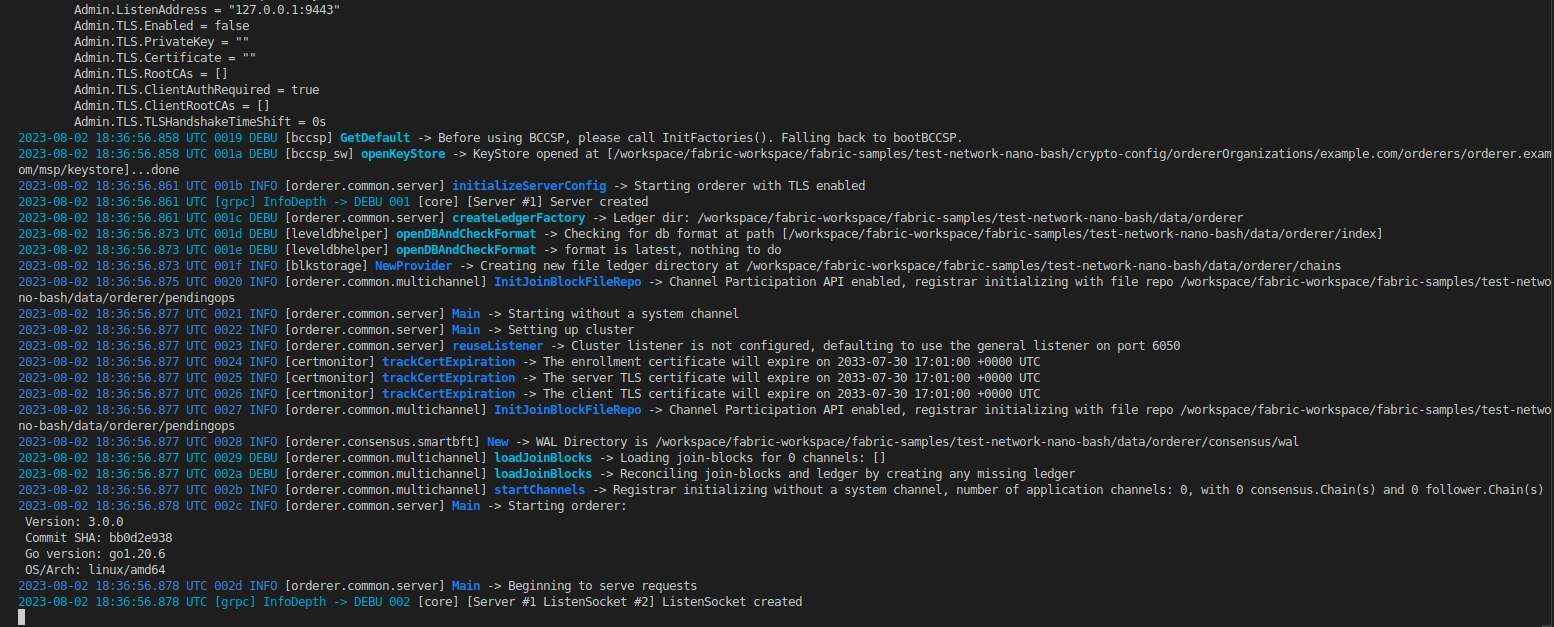 Admin.ListenAddress = "127.0.0.1:9443"
Admin.TLS.Enabled = false
Admin.TLS.PrivateKey = ""
Admin.TLS.Certificate = ""
Admin.TLS.RootCAs = []
Admin.TLS.ClientAuthRequired = true
Admin.TLS.ClientRootCAs = []
Admin.TLS.TLSHandshakeTimeShift = 0s
2023-08-02 18:36:56.858 UTC 0019 DEBU [bccsp] GetDefault -> Before using BCCSP, please call InitFactories(). Falling back to bootBCCSP.
2023-08-02 18:36:56.858 UTC 001a DEBU [bccsp_sw] openKeyStore -> KeyStore opened at [/workspace/fabric-workspace/fabric-samples/test-network-nano-bash/crypto-config/ordererOrganizations/example.com/orderers/orderer.exam
om/msp/keystore]...done
2023-08-02 18:36:56.861 UTC 001b INFO [orderer.common.server] initializeServerConfig -> Starting orderer with TLS enabled
2023-08-02 18:36:56.861 UTC [grpc] InfoDepth -> DEBU 001 [core] [Server #1] Server created
2023-08-02 18:36:56.861 UTC 001c DEBU [orderer.common.server] createLedgerFactory -> Ledger dir: /workspace/fabric-workspace/fabric-samples/test-network-nano-bash/data/orderer
2023-08-02 18:36:56.873 UTC 001d DEBU [leveldbhelper] openDBAndCheckFormat -> Checking for db format at path [/workspace/fabric-workspace/fabric-samples/test-network-nano-bash/data/orderer/index]
2023-08-02 18:36:56.873 UTC 001e DEBU [leveldbhelper] openDBAndCheckFormat -> format is latest, nothing to do
2023-08-02 18:36:56.873 UTC 001f INFO [blkstorage] NewProvider -> Creating new file ledger directory at /workspace/fabric-workspace/fabric-samples/test-network-nano-bash/data/orderer/chains
2023-08-02 18:36:56.875 UTC 0020 INFO [orderer.common.multichannel] InitJoinBlockFileRepo -> Channel Participation API enabled, registrar initializing with file repo /workspace/fabric-workspace/fabric-samples/test-netwo
no-bash/data/orderer/pendingops
2023-08-02 18:36:56.877 UTC 0021 INFO [orderer.common.server] Main -> Starting without a system channel
2023-08-02 18:36:56.877 UTC 0022 INFO [orderer.common.server] Main -> Setting up cluster
2023-08-02 18:36:56.877 UTC 0023 INFO [orderer.common.server] reuseListener -> Cluster listener is not configured, defaulting to use the general listener on port 6050
2023-08-02 18:36:56.877 UTC 0024 INFO [certmonitor] trackCertExpiration -> The enrollment certificate will expire on 2033-07-30 17:01:00 +0000 UTC
2023-08-02 18:36:56.877 UTC 0025 INFO [certmonitor] trackCertExpiration -> The server TLS certificate will expire on 2033-07-30 17:01:00 +0000 UTC
2023-08-02 18:36:56.877 UTC 0026 INFO [certmonitor] trackCertExpiration -> The client TLS certificate will expire on 2033-07-30 17:01:00 +0000 UTC
2023-08-02 18:36:56.877 UTC 0027 INFO [orderer.common.multichannel] InitJoinBlockFileRepo -> Channel Participation API enabled, registrar initializing with file repo /workspace/fabric-workspace/fabric-samples/test-netwo
no-bash/data/orderer/pendingops
2023-08-02 18:36:56.877 UTC 0028 INFO [orderer.consensus.smartbft] New -> WAL Directory is /workspace/fabric-workspace/fabric-samples/test-network-nano-bash/data/orderer/consensus/wal
2023-08-02 18:36:56.877 UTC 0029 DEBU [orderer.common.multichannel] loadJoinBlocks -> Loading join-blocks for 0 channels: []
2023-08-02 18:36:56.877 UTC 002a DEBU [orderer.common.multichannel] loadJoinBlocks -> Reconciling join-blocks and ledger by creating any missing ledger
2023-08-02 18:36:56.877 UTC 002b INFO [orderer.common.multichannel] startChannels -> Registrar initializing without a system channel, number of application channels: 0, with 0 consensus.Chain(s) and 0 follower.Chain(s)
2023-08-02 18:36:56.878 UTC 002c INFO [orderer.common.server] Main -> Starting orderer:
Version: 3.0.0
Commit SHA: bb0d2e938
Go version: go1.20.6
OS/Arch: linux/amd64
2023-08-02 18:36:56.878 UTC 002d INFO [orderer.common.server] Main -> Beginning to serve requests
2023-08-02 18:36:56.878 UTC [grpc] InfoDepth -> DEBU 002 [core] [Server #1 ListenSocket #2] ListenSocket created